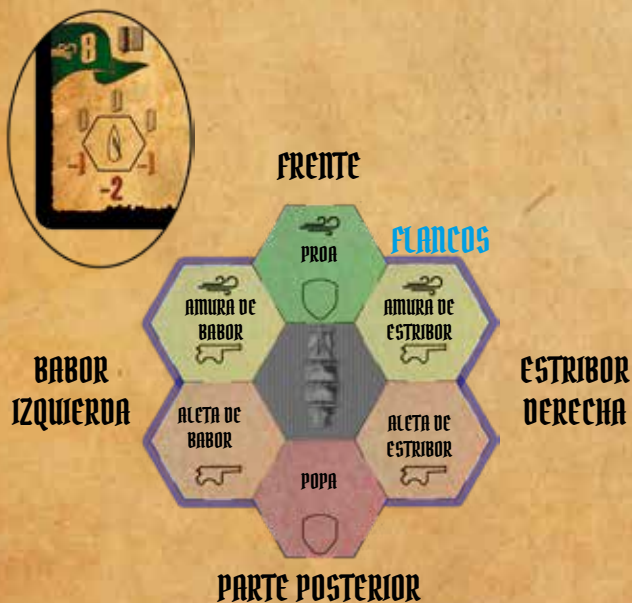 8
0
0 0
-1 -1
-2
FRENTE
FLANCOS
PROA
AMURA DE
BABOR
AMURA DE
ESTRIBOR
BABOR
IZQUIERDA
ESTRIBOR
DERECHA
ALETA DE
BABOR
ALETA DE
ESTRIBOR
POPA
PARTE POSTERIOR